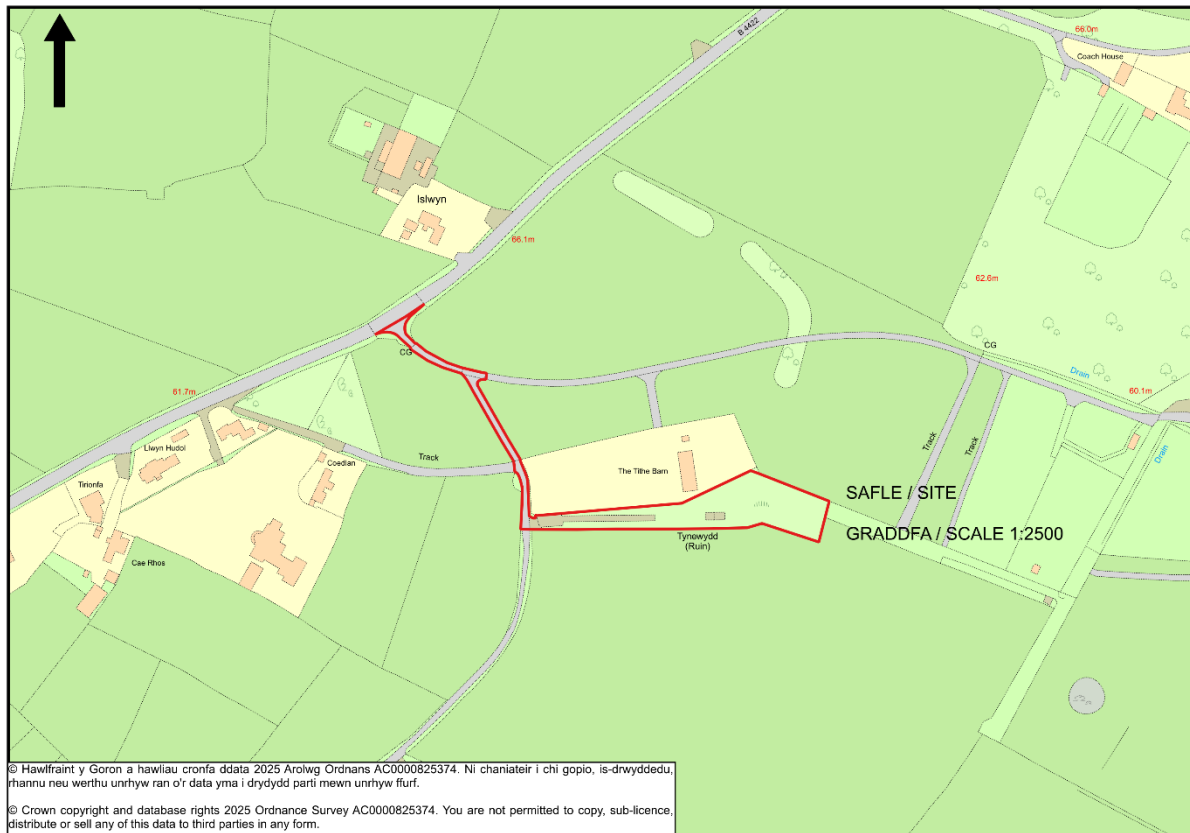 66.0m
Coach House
B 4422
Islwyn
66.1m
62.6m
CG
CG
Drain
61.7m
60.1m
Llwyn Hudol
Track
Coedlan
Tirionfa
The Tithe Barn
Track
Track
Drain
SAFLE / SITE
Tynewydd
(Ruin)
GRADDFA / SCALE 1:2500
Cae Rhos
© Hawlfraint y Goron a hawliau cronfa ddata 2025 Arolwg Ordnans AC0000825374. Ni chaniateir i chi gopio, is-drwyddedu,
rhannu neu werthu unrhyw ran o'r data yma i drydydd parti mewn unrhyw ffurf.
© Crown copyright and database rights 2025 Ordnance Survey AC0000825374. You are not permitted to copy, sub-licence,
distribute or sell any of this data to third parties in any form.